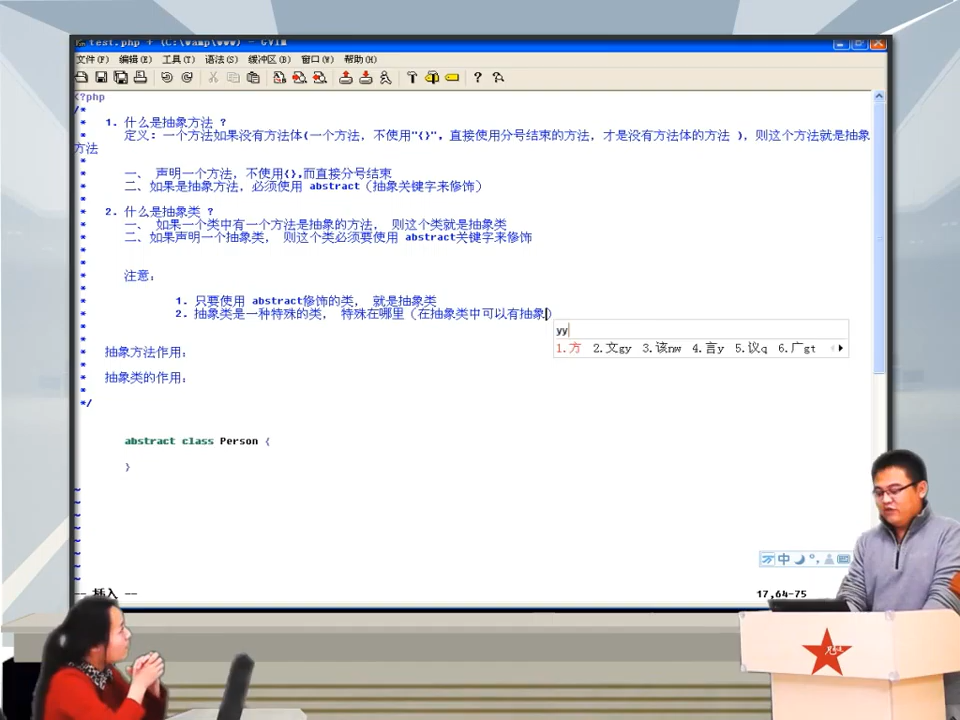 test.php + (C:\wamp\www) - GVIM
文件(F) 编辑(E) 工具(T) 语法(S) 缓冲区(B) 窗口(W) 帮助(H)
<?php
/*
* 1. 什么是抽象方法 ?
* 定义: 一个方法如果没有方法体(一个方法, 不使用"{}", 直接使用分号结束的方法, 才是没有方法体的方法 ), 则这个方法就是抽象
方法
*
* 一、 声明一个方法, 不使用{},而直接分号结束
* 二、如果是抽象方法, 必须使用 abstract (抽象关键字来修饰)
*
* 2. 什么是抽象类 ?
* 一、 如果一个类中有一个方法是抽象的方法, 则这个类就是抽象类
* 二、如果声明一个抽象类, 则这个类必须要使用 abstract关键字来修饰
*
*
* 注意:
*
* 1. 只要使用 abstract修饰的类, 就是抽象类
* 2. 抽象类是一种特殊的类, 特殊在哪里 (在抽象类中可以有抽象)
*
yy
1.方 2.文gy 3.该nw 4.言y 5.议q 6.广gt
*
* 抽象方法作用:
*
* 抽象类的作用:
*
*/
abstract class Person {
}
~
~
~
~
~
~
~
~
中
-- 插入 --
17,64-75